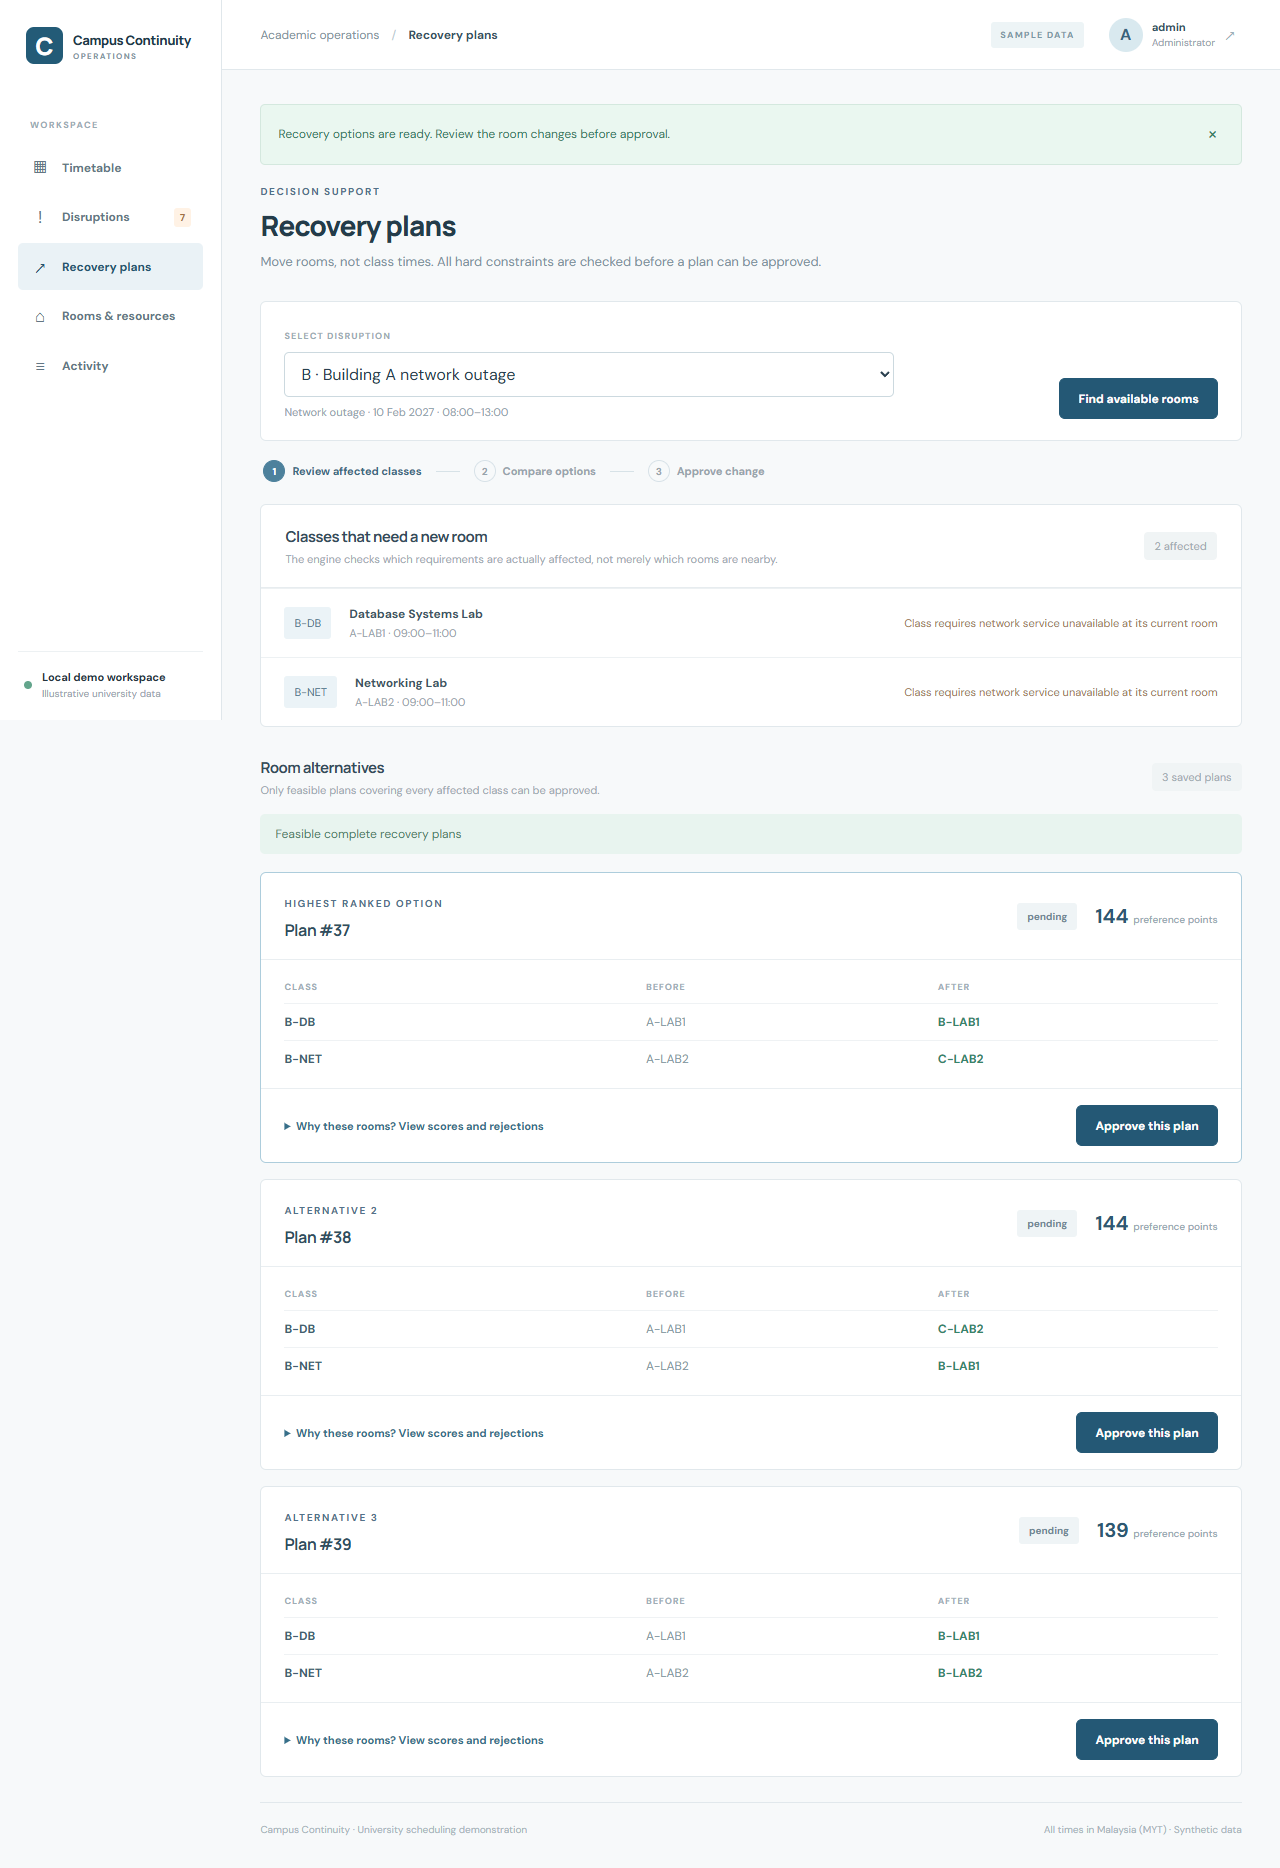 C Campus Continuity
OPERATIONS
WORKSPACE
Timetable
! Disruptions 7
Recovery plans
Rooms & resources
Activity
Local demo workspace
Illustrative university data
Academic operations / Recovery plans
SAMPLE DATA
A admin
Administrator ↗
Recovery options are ready. Review the room changes before approval. ×
DECISION SUPPORT
Recovery plans
Move rooms, not class times. All hard constraints are checked before a plan can be approved.
SELECT DISRUPTION
B · Building A network outage
Network outage · 10 Feb 2027 · 08:00–13:00
Find available rooms
1 Review affected classes 2 Compare options 3 Approve change
Classes that need a new room
The engine checks which requirements are actually affected, not merely which rooms are nearby.
2 affected
B-DB Database Systems Lab
A-LAB1 · 09:00–11:00
Class requires network service unavailable at its current room
B-NET Networking Lab
A-LAB2 · 09:00–11:00
Class requires network service unavailable at its current room
Room alternatives
Only feasible plans covering every affected class can be approved.
3 saved plans
Feasible complete recovery plans
HIGHEST RANKED OPTION
Plan #37
pending 144 preference points
CLASS BEFORE AFTER
B-DB A-LAB1 B-LAB1
B-NET A-LAB2 C-LAB2
▶ Why these rooms? View scores and rejections
Approve this plan
ALTERNATIVE 2
Plan #38
pending 144 preference points
CLASS BEFORE AFTER
B-DB A-LAB1 C-LAB2
B-NET A-LAB2 B-LAB1
▶ Why these rooms? View scores and rejections
Approve this plan
ALTERNATIVE 3
Plan #39
pending 139 preference points
CLASS BEFORE AFTER
B-DB A-LAB1 B-LAB1
B-NET A-LAB2 B-LAB2
▶ Why these rooms? View scores and rejections
Approve this plan
Campus Continuity · University scheduling demonstration
All times in Malaysia (MYT) · Synthetic data